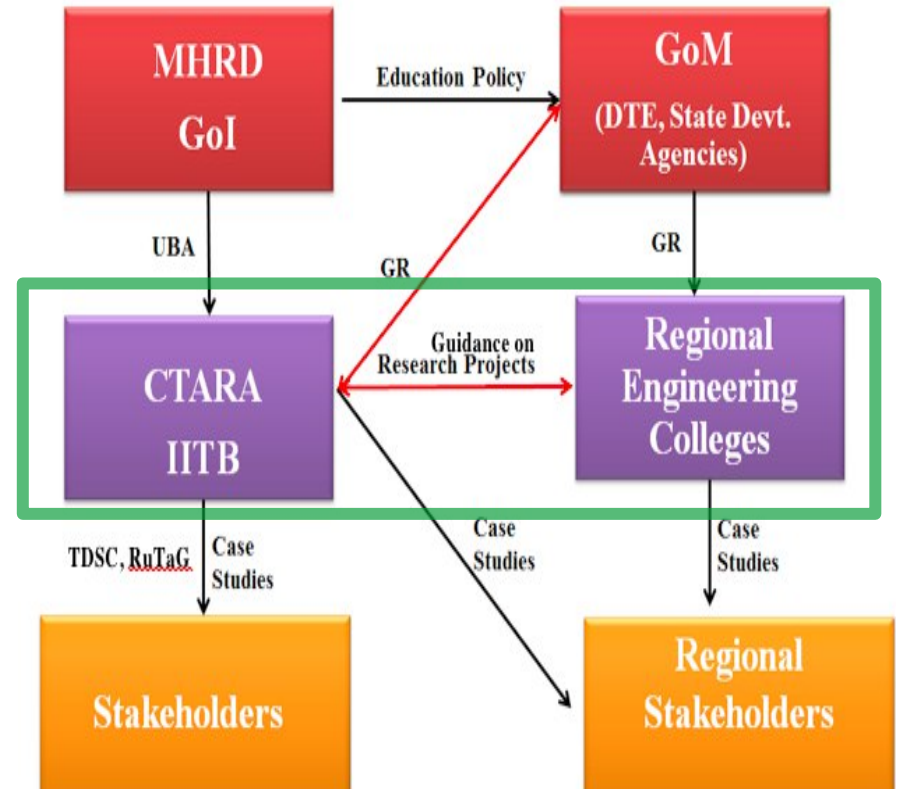 MHRD
GoI
Education Policy
GoM
(DTE, State Devt.
Agencies)
UBA
GR
GR
CTARA
IITB
Guidance on
Research Projects
Regional
Engineering
Colleges
TDSC, RuTaG
Case
Studies
Case
Studies
Case
Studies
Stakeholders
Regional
Stakeholders